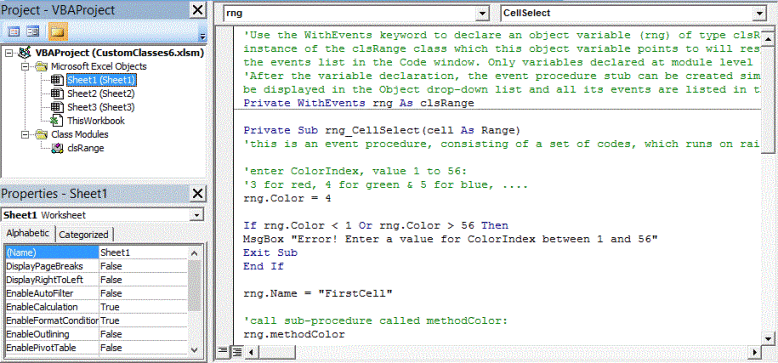 Project - VBAProject
VBAProject (CustomClasses6.xlsm)
Microsoft Excel Objects
Sheet1 (Sheet1)
Sheet2 (Sheet2)
Sheet3 (Sheet3)
ThisWorkbook
Class Modules
clsRange
Properties - Sheet1
Sheet1 Worksheet
Alphabetic Categorized
(Name) Sheet1
DisplayPageBreaks False
DisplayRightToLeft False
EnableAutoFilter False
EnableCalculation True
EnableFormatCondition True
EnableOutlining False
EnablePivotTable False
rng CellSelect
'Use the WithEvents keyword to declare an object variable (rng) of type clsR
instance of the clsRange class which this object variable points to will res
the events list in the Code window. Only variables declared at module level
'After the variable declaration, the event procedure stub can be created sim
be displayed in the Object drop-down list and all its events are listed in t
Private WithEvents rng As clsRange
Private Sub rng_CellSelect(cell As Range)
'this is an event procedure, consisting of a set of codes, which runs on rai
'enter ColorIndex, value 1 to 56:
'3 for red, 4 for green & 5 for blue, ....
rng.Color = 4
If rng.Color < 1 Or rng.Color > 56 Then
MsgBox "Error! Enter a value for ColorIndex between 1 and 56"
Exit Sub
End If
rng.Name = "FirstCell"
'call sub-procedure called methodColor:
rng.methodColor